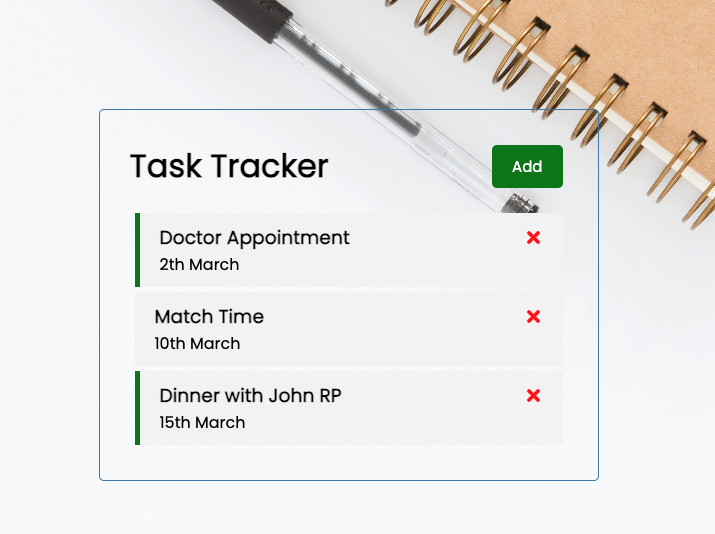 Task Tracker
Add
Doctor Appointment
2th March
Match Time
10th March
Dinner with John RP
15th March